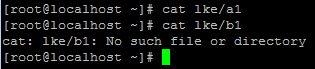 [root@localhost ~]# cat lke/a1
[root@localhost ~]# cat lke/b1
cat: lke/b1: No such file or directory
[root@localhost ~]#